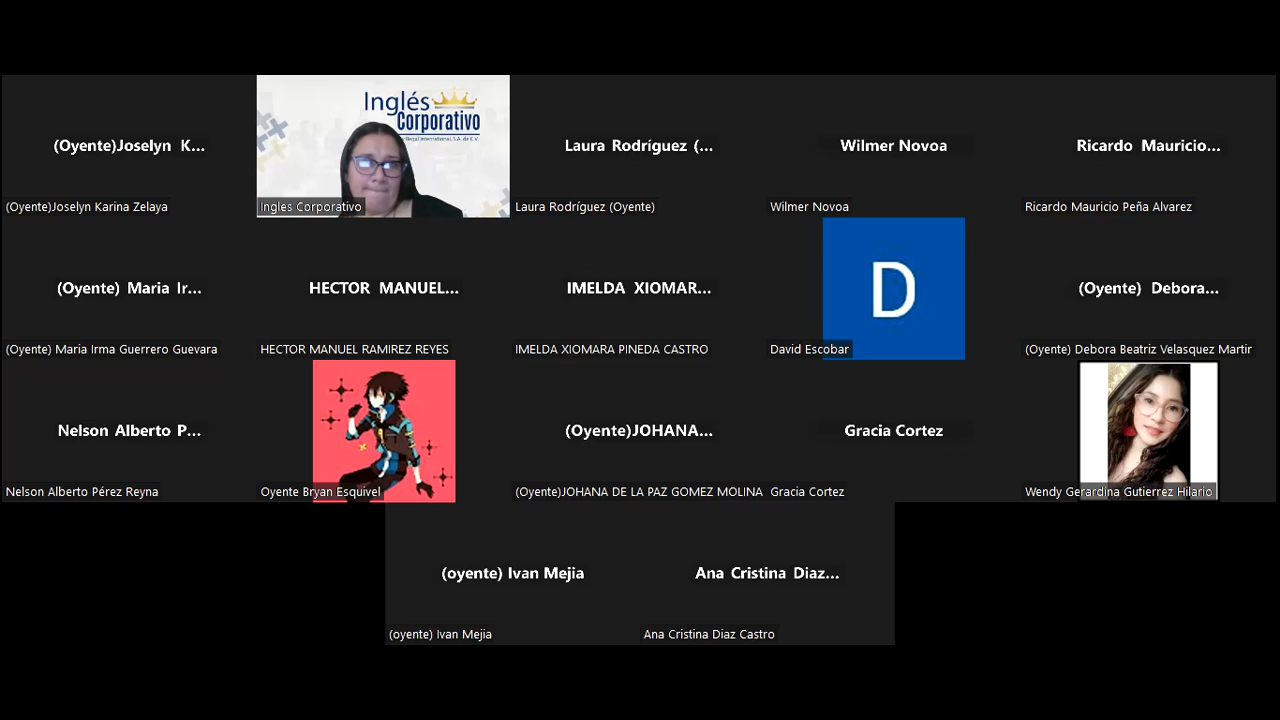 (Oyente)Joselyn K...
Inglés
Corporativo
Laura Rodríguez (...
Wilmer Novoa
Ricardo Mauricio...
(Oyente)Joselyn Karina Zelaya
Ingles Corporativo
Laura Rodríguez (Oyente)
Wilmer Novoa
Ricardo Mauricio Peña Alvarez
(Oyente) Maria Ir...
HECTOR MANUEL...
IMELDA XIOMAR...
D
(Oyente) Debora...
(Oyente) Maria Irma Guerrero Guevara
HECTOR MANUEL RAMIREZ REYES
IMELDA XIOMARA PINEDA CASTRO
David Escobar
(Oyente) Debora Beatriz Velasquez Martir
Nelson Alberto P...
(Oyente)JOHANA...
Gracia Cortez
Nelson Alberto Pérez Reyna
Oyente Bryan Esquivel
(Oyente)JOHANA DE LA PAZ GOMEZ MOLINA
Gracia Cortez
Wendy Gerardina Gutierrez Hilario
(oyente) Ivan Mejia
Ana Cristina Diaz...
(oyente) Ivan Mejia
Ana Cristina Diaz Castro